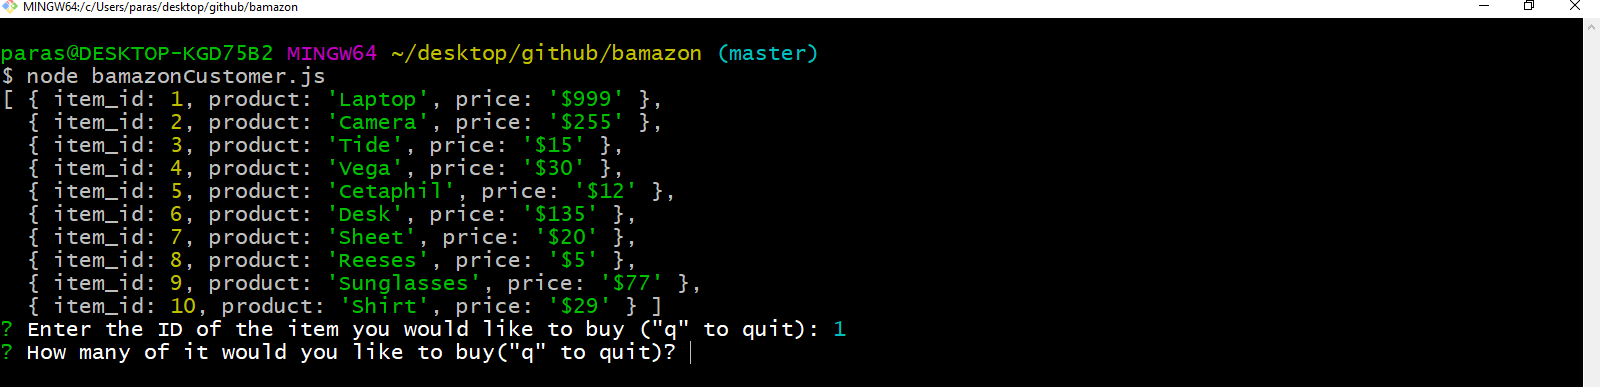 MINGW64:/c/Users/paras/desktop/github/bamazon
paras@DESKTOP-KGD75B2 MINGW64 ~/desktop/github/bamazon (master)
$ node bamazonCustomer.js
[ { item_id: 1, product: 'Laptop', price: '$999' },
  { item_id: 2, product: 'Camera', price: '$255' },
  { item_id: 3, product: 'Tide', price: '$15' },
  { item_id: 4, product: 'Vega', price: '$30' },
  { item_id: 5, product: 'Cetaphil', price: '$12' },
  { item_id: 6, product: 'Desk', price: '$135' },
  { item_id: 7, product: 'Sheet', price: '$20' },
  { item_id: 8, product: 'Reeses', price: '$5' },
  { item_id: 9, product: 'Sunglasses', price: '$77' },
  { item_id: 10, product: 'Shirt', price: '$29' } ]
? Enter the ID of the item you would like to buy ("q" to quit): 1
? How many of it would you like to buy("q" to quit)?